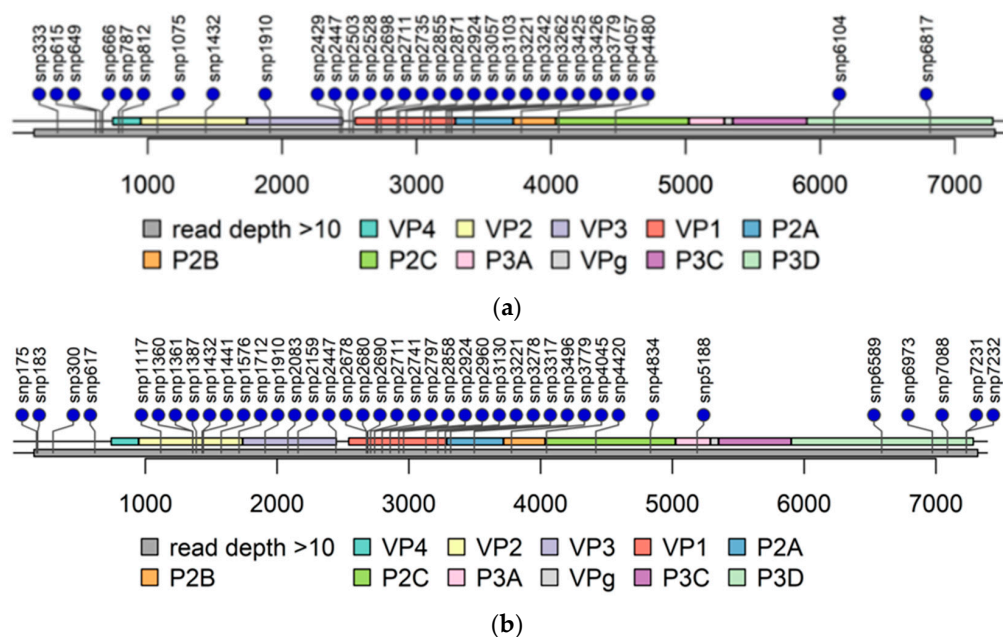 snp333
snp615
snp649
snp666
snp787
snp812
snp1075
snp1432
snp1910
snp2429
snp2447
snp2503
snp2528
snp2698
snp2711
snp2735
snp2855
snp2871
snp2924
snp3057
snp3103
snp3221
snp3242
snp3262
snp3425
snp3426
snp3779
snp4057
snp4480
snp6104
snp6817
1000 2000 3000 4000 5000 6000 7000
read depth >10 VP4 VP2 VP3 VP1 P2A
P2B P2C P3A VPg P3C P3D
(a)
snp175
snp183
snp300
snp617
snp1117
snp1360
snp1361
snp1387
snp1432
snp1441
snp1576
snp1712
snp1910
snp2083
snp2159
snp2447
snp2678
snp2680
snp2690
snp2711
snp2741
snp2797
snp2858
snp2924
snp2960
snp3130
snp3221
snp3278
snp3317
snp3496
snp3779
snp4045
snp4420
snp4834
snp5188
snp6589
snp6973
snp7088
snp7231
snp7232
1000 2000 3000 4000 5000 6000 7000
read depth >10 VP4 VP2 VP3 VP1 P2A
P2B P2C P3A VPg P3C P3D
(b)